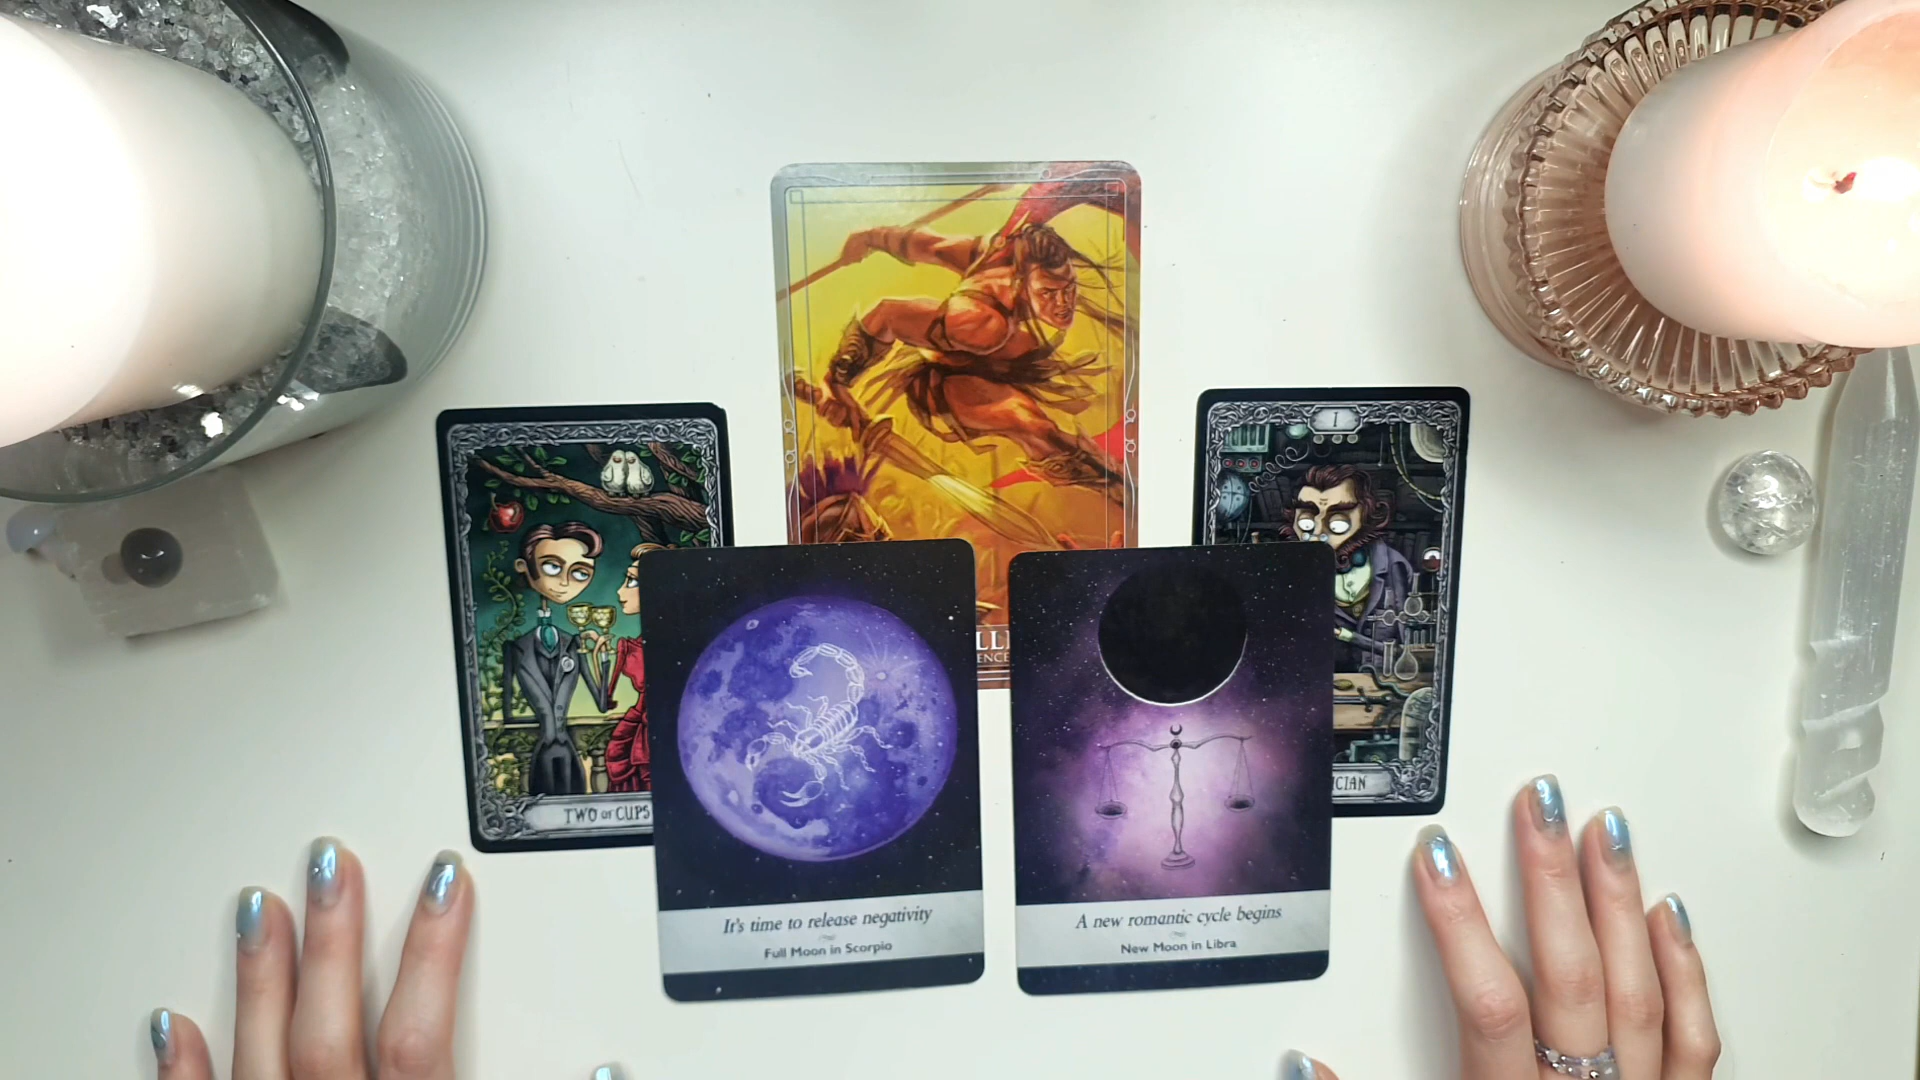 I
TWO of CUPS
It's time to release negativity
Full Moon in Scorpio
A new romantic cycle begins
New Moon in Libra